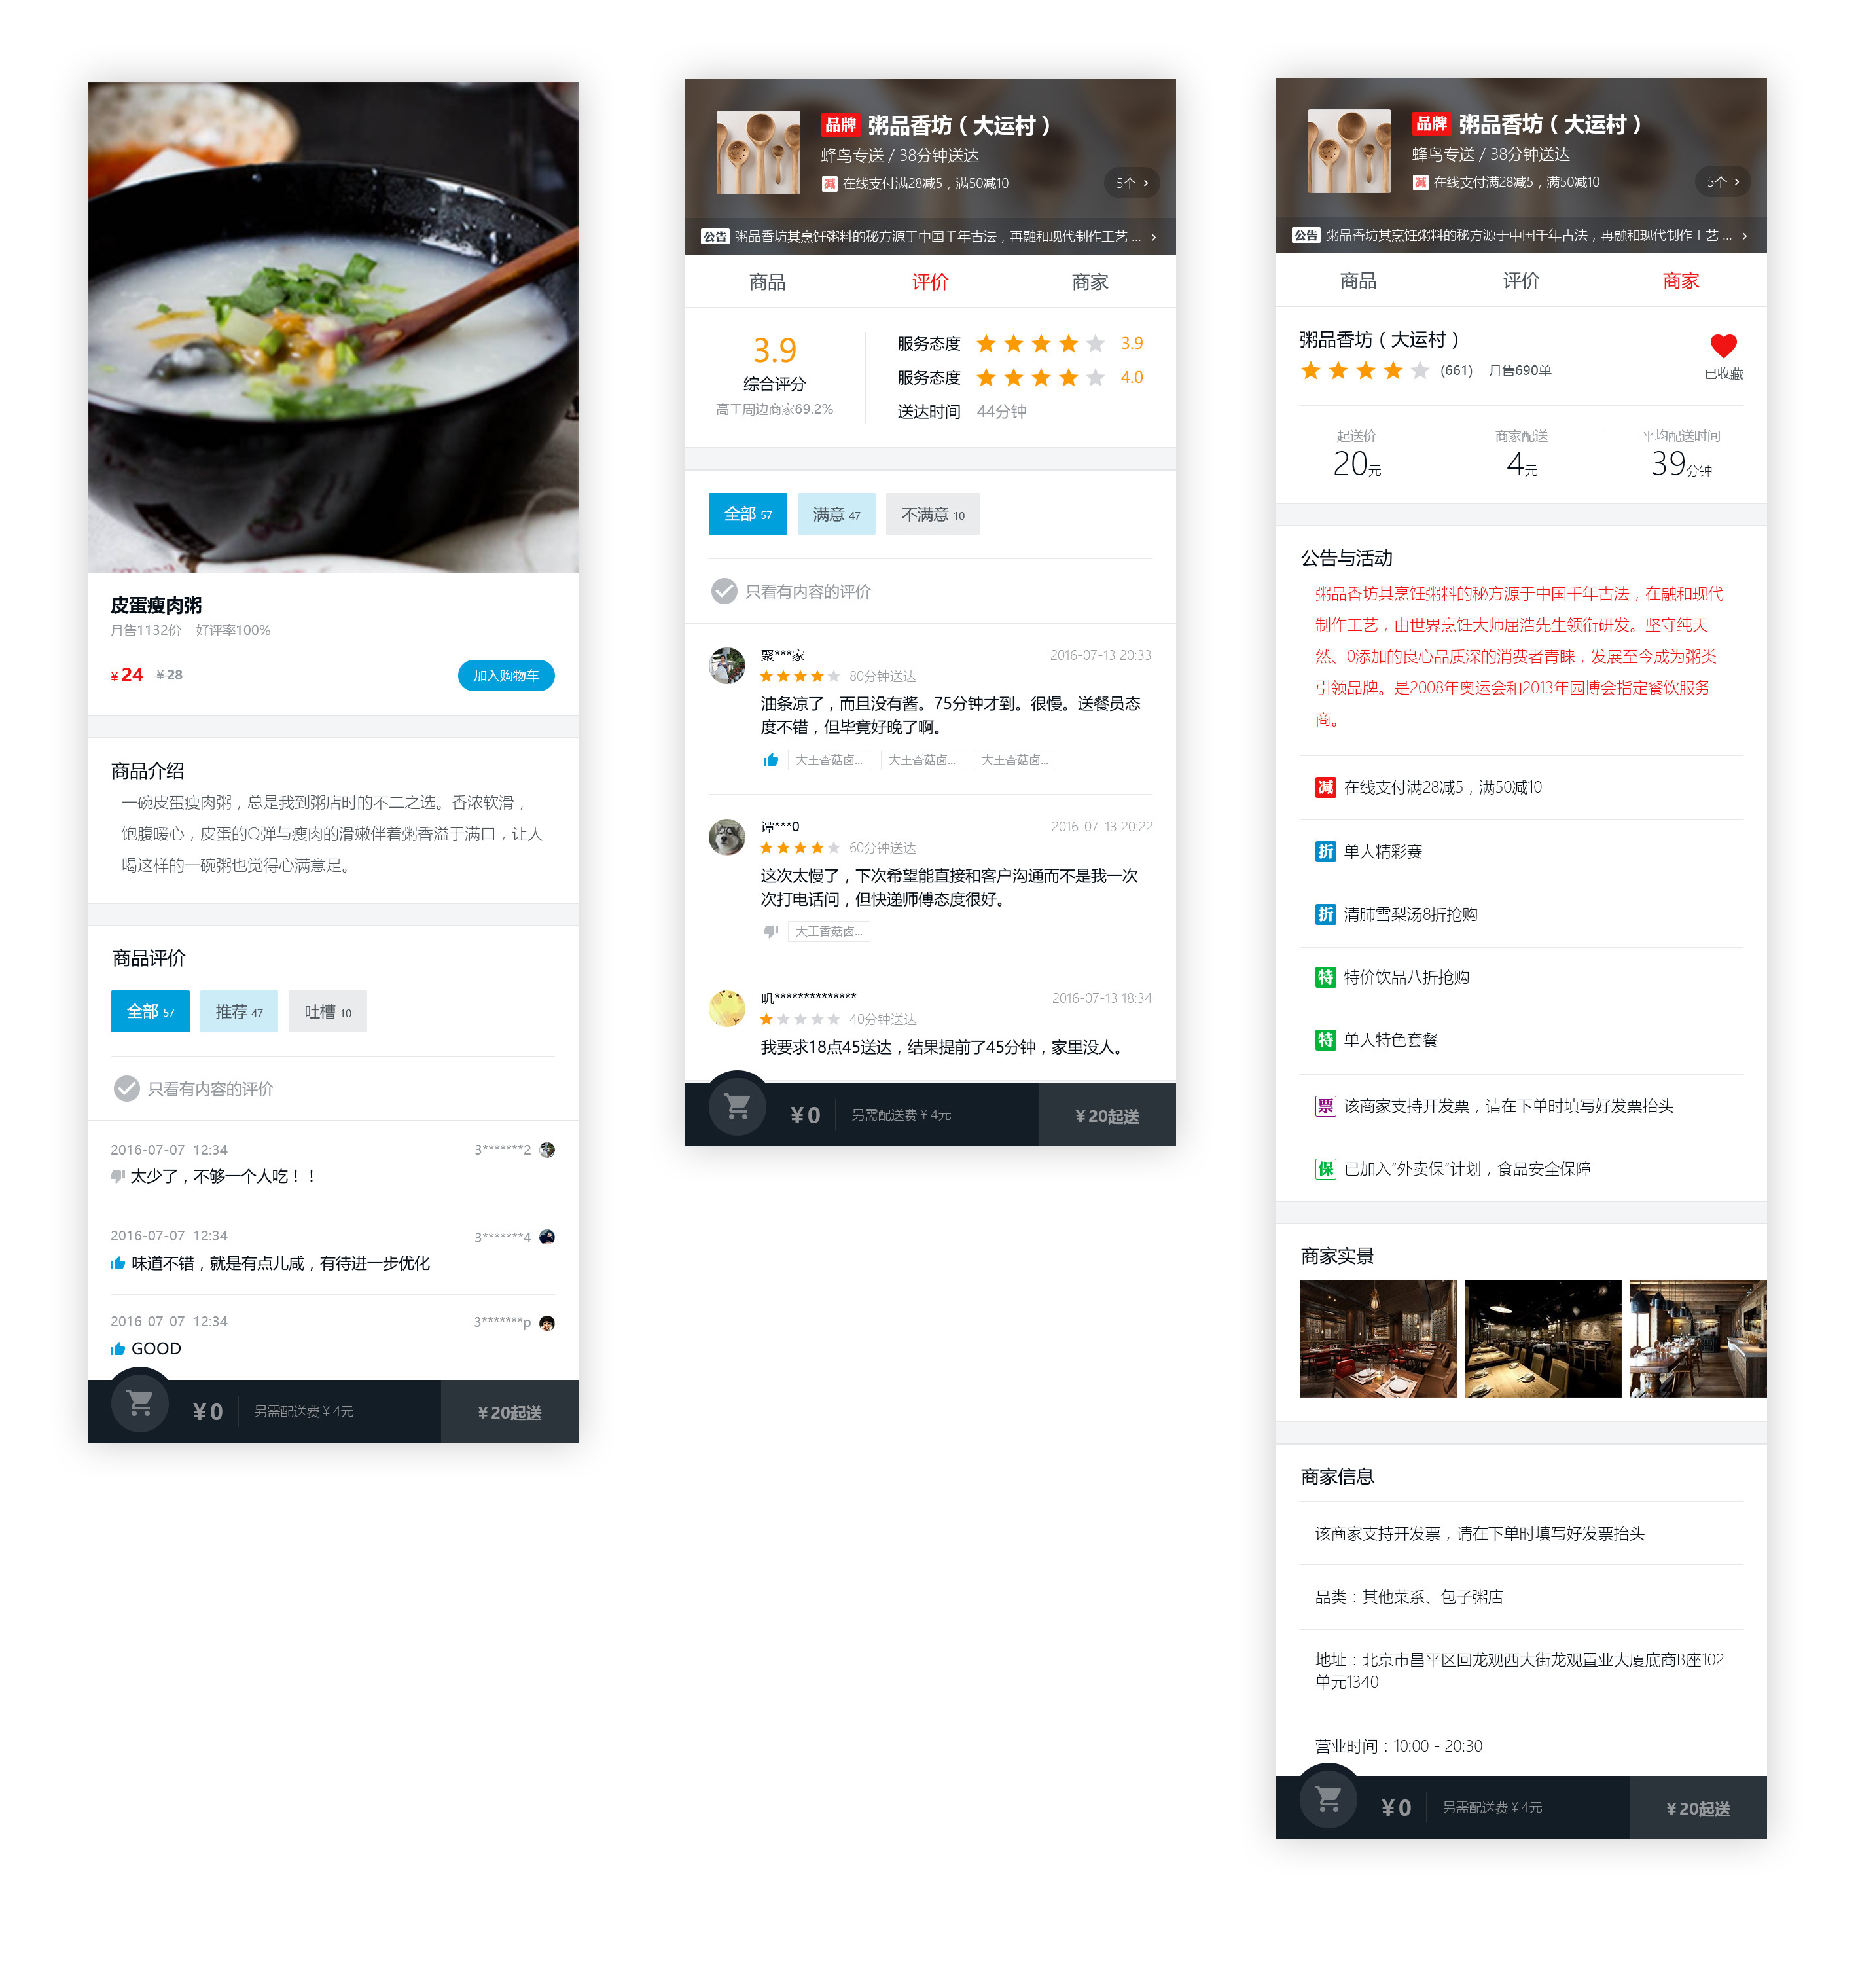 皮蛋瘦肉粥
月售1132份 好评率100%
¥24 ¥28
加入购物车
商品介绍
一碗皮蛋瘦肉粥，总是我到粥店时的不二之选。香浓软滑，
饱腹暖心，皮蛋的Q弹与瘦肉的滑嫩伴着粥香溢于满口，让人
喝这样的一碗粥也觉得心满意足。
商品评价
全部 57 推荐 47 吐槽 10
只看有内容的评价
2016-07-07 12:34 3*******2
太少了，不够一个人吃！！
2016-07-07 12:34 3*******4
味道不错，就是有点儿咸，有待进一步优化
2016-07-07 12:34 3*******p
GOOD
¥0 另需配送费¥4元 ¥20起送
品牌 粥品香坊（大运村）
蜂鸟专送 / 38分钟送达
减 在线支付满28减5，满50减10 5个 ›
公告 粥品香坊其烹饪粥料的秘方源于中国千年古法，再融和现代制作工艺 ... ›
商品 评价 商家
3.9
综合评分
高于周边商家69.2%
服务态度 3.9
服务态度 4.0
送达时间 44分钟
全部 57 满意 47 不满意 10
只看有内容的评价
聚***家 2016-07-13 20:33
80分钟送达
油条凉了，而且没有酱。75分钟才到。很慢。送餐员态
度不错，但毕竟好晚了啊。
大王香菇卤... 大王香菇卤... 大王香菇卤...
谭***0 2016-07-13 20:22
60分钟送达
这次太慢了，下次希望能直接和客户沟通而不是我一次
次打电话问，但快递师傅态度很好。
大王香菇卤...
叽************** 2016-07-13 18:34
40分钟送达
我要求18点45送达，结果提前了45分钟，家里没人。
¥0 另需配送费¥4元 ¥20起送
品牌 粥品香坊（大运村）
蜂鸟专送 / 38分钟送达
减 在线支付满28减5，满50减10 5个 ›
公告 粥品香坊其烹饪粥料的秘方源于中国千年古法，再融和现代制作工艺 ... ›
商品 评价 商家
粥品香坊（大运村）
(661) 月售690单
已收藏
起送价 商家配送 平均配送时间
20元 4元 39分钟
公告与活动
粥品香坊其烹饪粥料的秘方源于中国千年古法，在融和现代
制作工艺，由世界烹饪大师屈浩先生领衔研发。坚守纯天
然、0添加的良心品质深的消费者青睐，发展至今成为粥类
引领品牌。是2008年奥运会和2013年园博会指定餐饮服务
商。
减 在线支付满28减5，满50减10
折 单人精彩赛
折 清肺雪梨汤8折抢购
特 特价饮品八折抢购
特 单人特色套餐
票 该商家支持开发票，请在下单时填写好发票抬头
保 已加入“外卖保”计划，食品安全保障
商家实景
商家信息
该商家支持开发票，请在下单时填写好发票抬头
品类：其他菜系、包子粥店
地址：北京市昌平区回龙观西大街龙观置业大厦底商B座102
单元1340
营业时间：10:00 - 20:30
¥0 另需配送费¥4元 ¥20起送